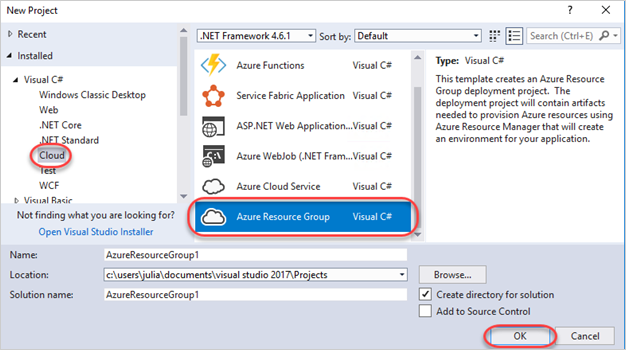 New Project
? ×
Recent
.NET Framework 4.6.1 Sort by: Default Search (Ctrl+E)
Installed
Visual C#
Windows Classic Desktop
Web
.NET Core
.NET Standard
Cloud
Test
WCF
Visual Basic
Not finding what you are looking for?
Open Visual Studio Installer
Azure Functions Visual C#
Service Fabric Application Visual C#
ASP.NET Web Application... Visual C#
Azure WebJob (.NET Fram... Visual C#
Azure Cloud Service Visual C#
Azure Resource Group Visual C#
Type: Visual C#
This template creates an Azure Resource
Group deployment project. The
deployment project will contain artifacts
needed to provision Azure resources using
Azure Resource Manager that will create
an environment for your application.
Name: AzureResourceGroup1
Location: c:\users\julia\documents\visual studio 2017\Projects Browse...
Solution name: AzureResourceGroup1
Create directory for solution
Add to Source Control
OK Cancel